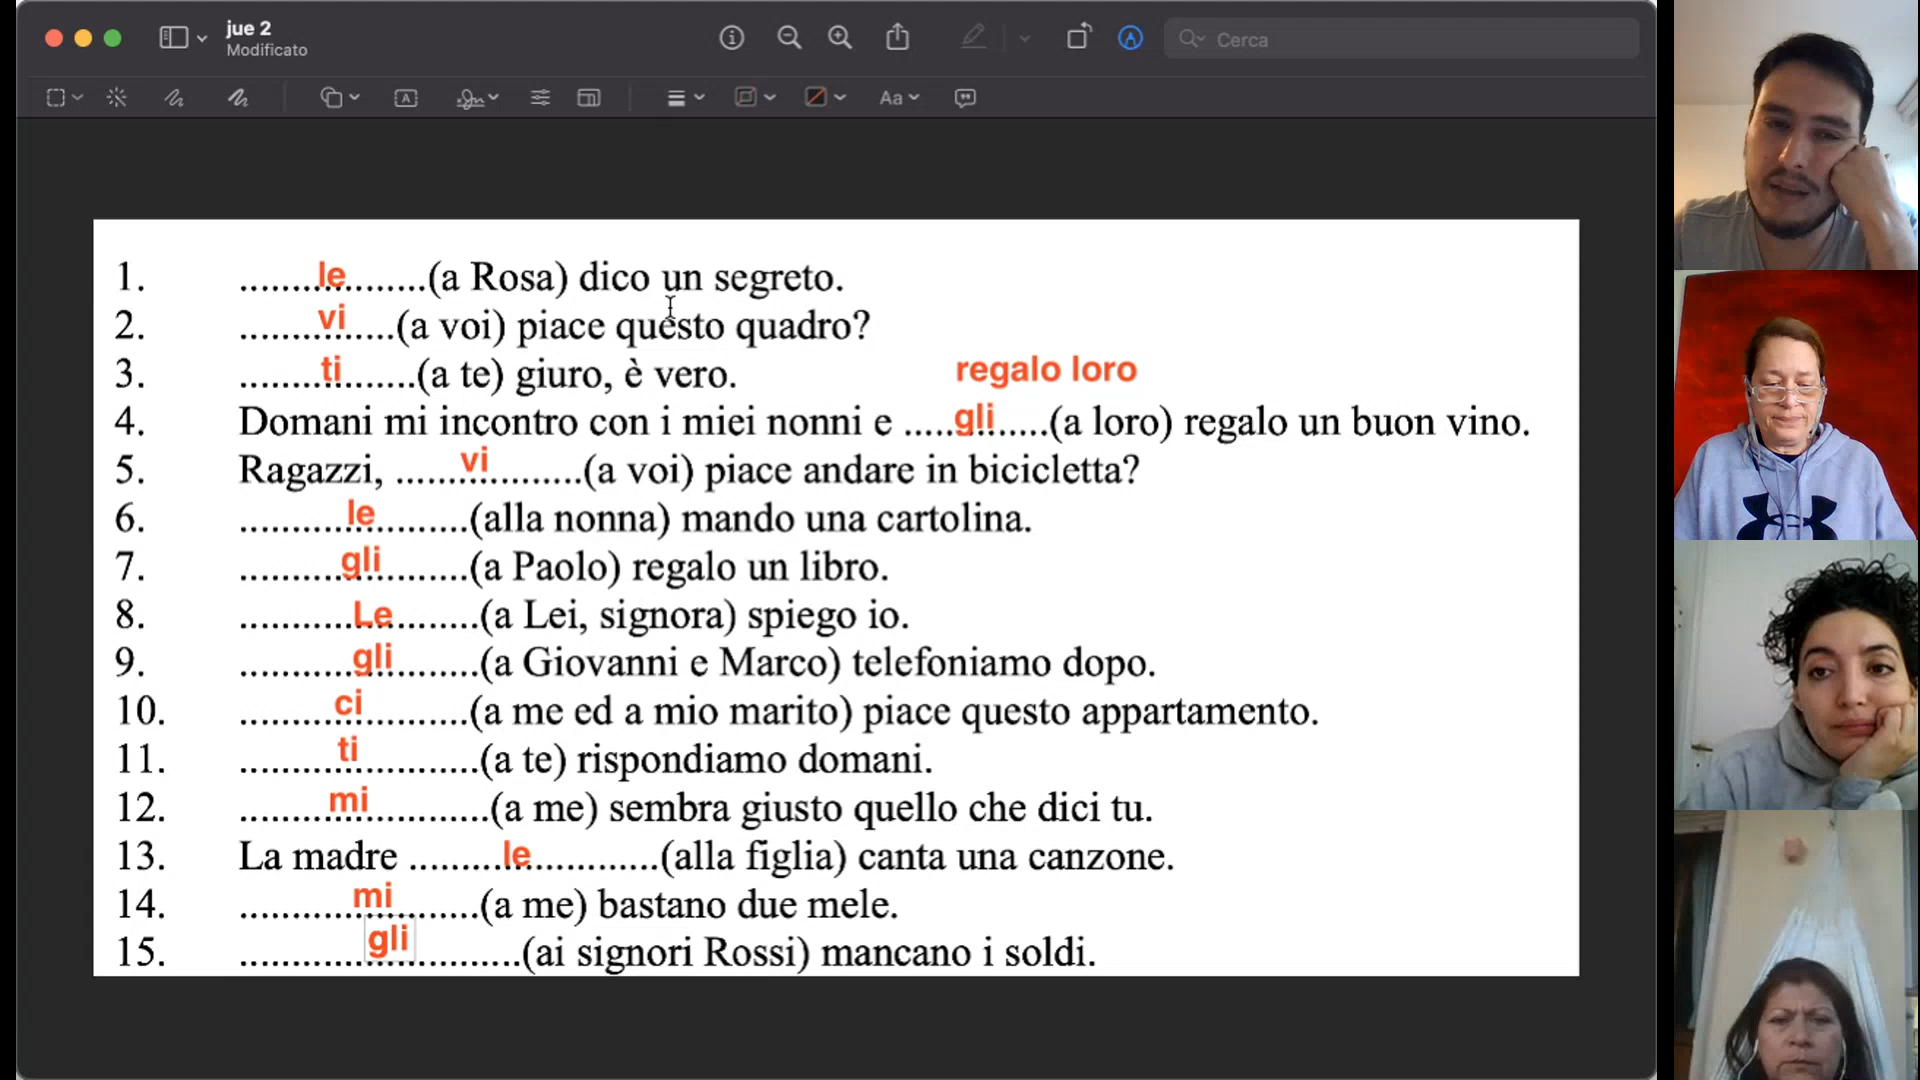 jue 2
Modificato
Cerca
Aa
1. .........le..........(a Rosa) dico un segreto.
2. .........vi.........(a voi) piace questo quadro?
3. .........ti.........(a te) giuro, è vero.
regalo loro
4. Domani mi incontro con i miei nonni e .....gli......(a loro) regalo un buon vino.
5. Ragazzi, .........vi.........(a voi) piace andare in bicicletta?
6. ...........le...........(alla nonna) mando una cartolina.
7. ...........gli...........(a Paolo) regalo un libro.
8. ...........Le...........(a Lei, signora) spiego io.
9. ...........gli...........(a Giovanni e Marco) telefoniamo dopo.
10. ...........ci...........(a me ed a mio marito) piace questo appartamento.
11. ...........ti...........(a te) rispondiamo domani.
12. ...........mi...........(a me) sembra giusto quello che dici tu.
13. La madre .........le............(alla figlia) canta una canzone.
14. ...........mi...........(a me) bastano due mele.
15. .............gli.............(ai signori Rossi) mancano i soldi.